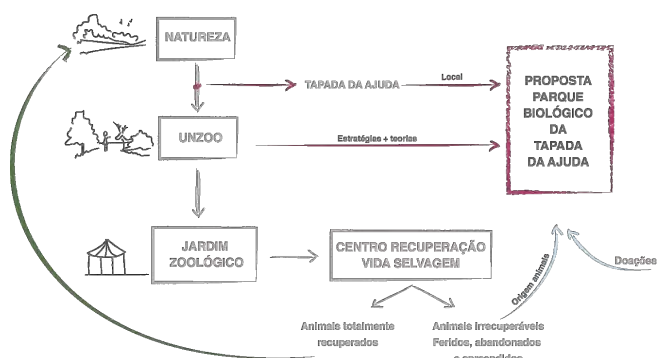 NATUREZA
TAPADA DA AJUDA
Local
PROPOSTA
PARQUE
BIOLÓGICO
DA
TAPADA
DA AJUDA
UNZOO
Estratégias + teorias
JARDIM
ZOOLÓGICO
CENTRO RECUPERAÇÃO
VIDA SELVAGEM
Origem animais
Doações
Animais totalmente
recuperados
Animais irrecuperáveis
Feridos, abandonados
e apreendidos